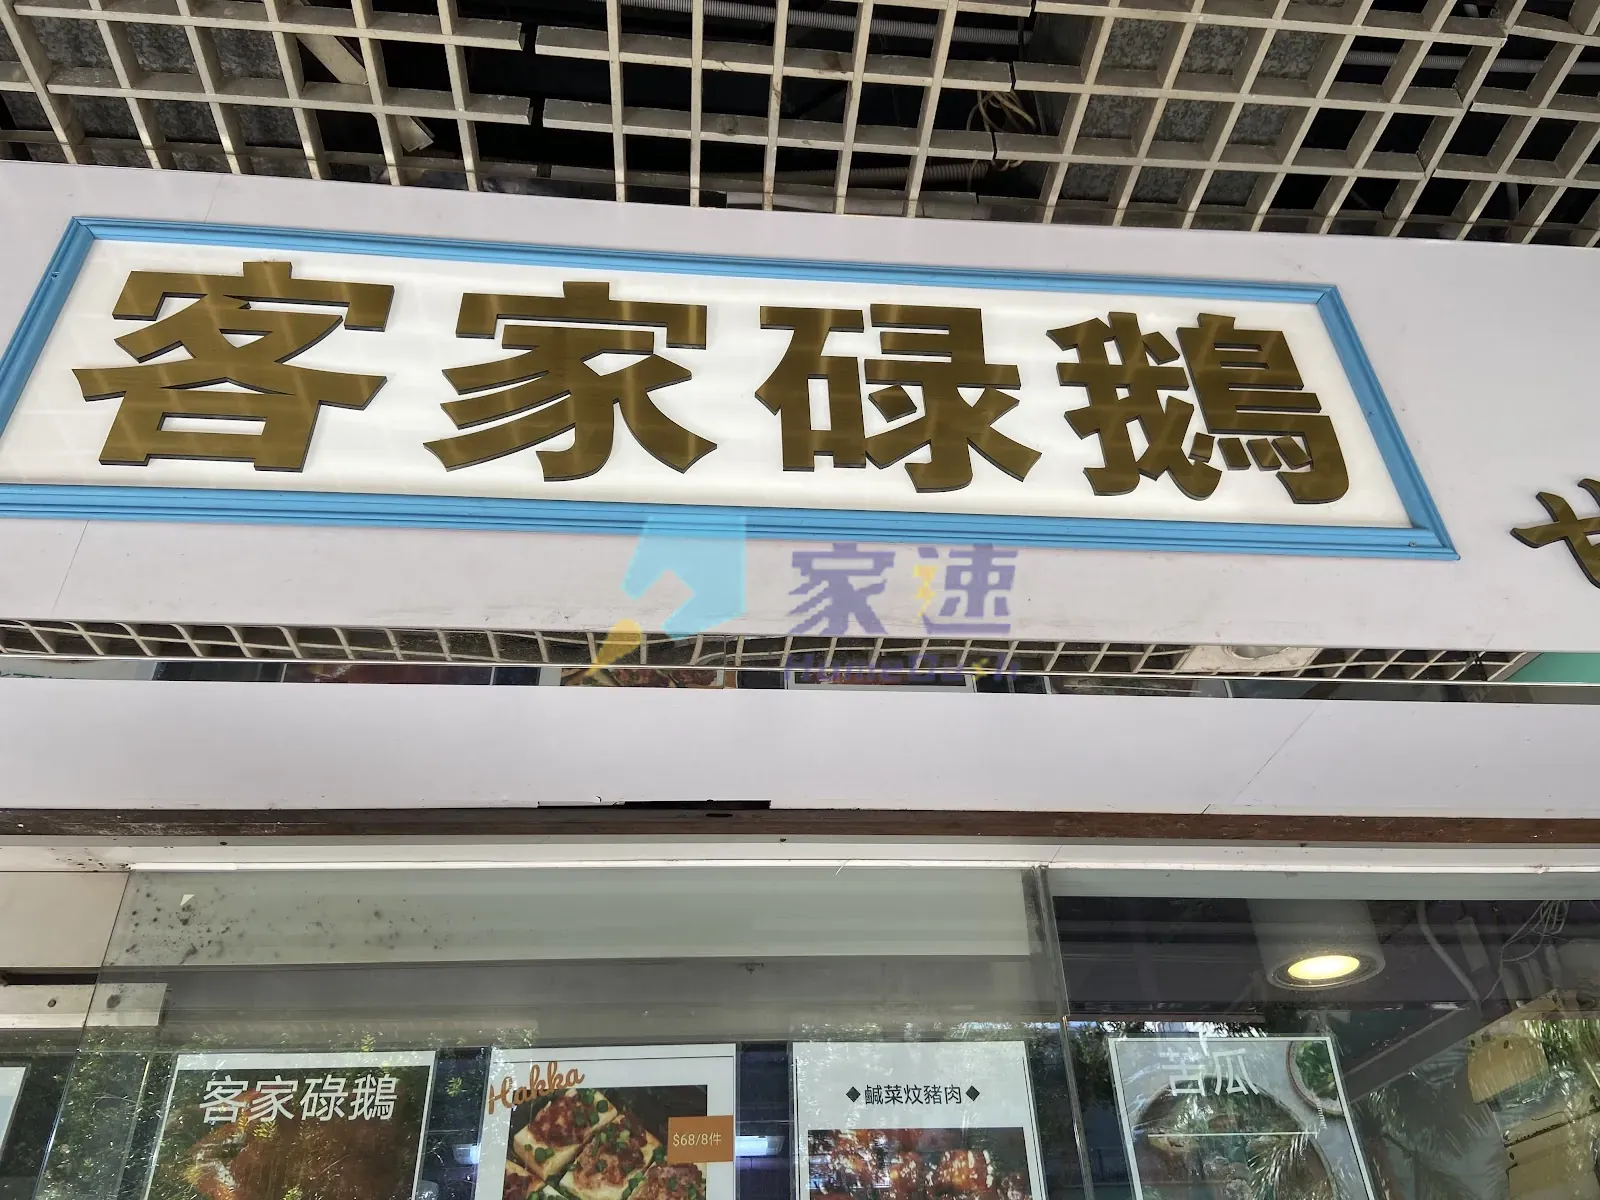 客家碌鵝
家速
HomeDash
客家碌鵝
Hakka
$68/8件
◆鹹菜炆豬肉◆
苦瓜